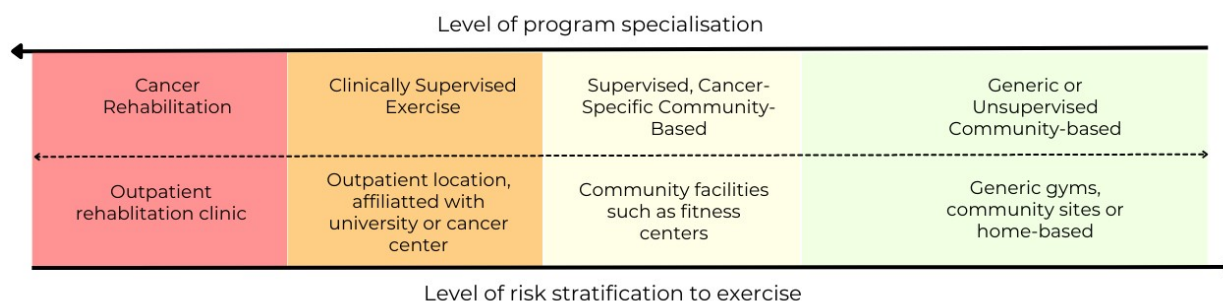 Level of program specialisation
Cancer
Rehabilitation
Clinically Supervised
Exercise
Supervised, Cancer-
Specific Community-
Based
Generic or
Unsupervised
Community-based
Outpatient
rehablitation clinic
Outpatient location,
affiliatted with
university or cancer
center
Community facilities
such as fitness
centers
Generic gyms,
community sites or
home-based
Level of risk stratification to exercise